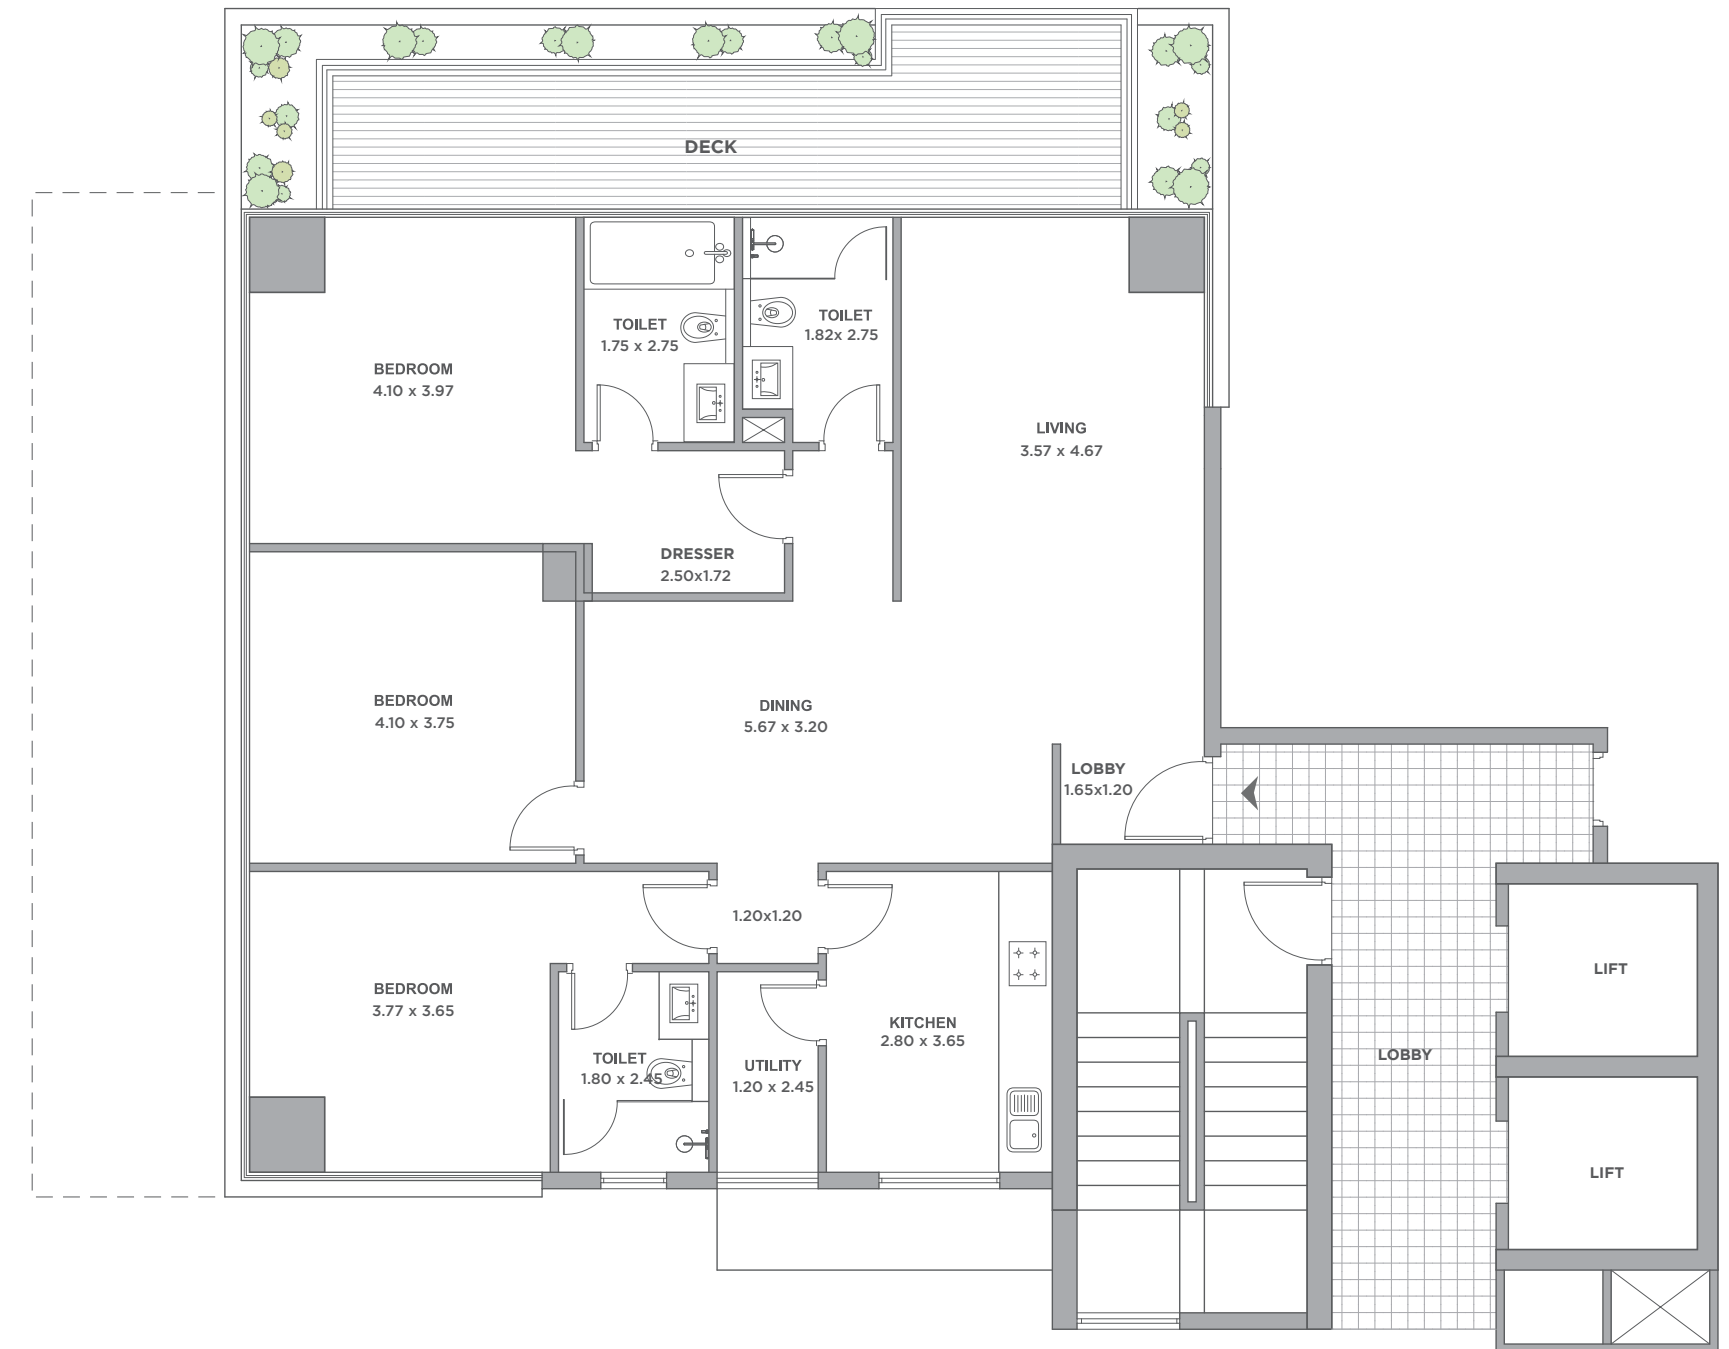 DECK
TOILET
1.75 x 2.75
TOILET
1.82x 2.75
BEDROOM
4.10 x 3.97
LIVING
3.57 x 4.67
DRESSER
2.50x1.72
BEDROOM
4.10 x 3.75
DINING
5.67 x 3.20
LOBBY
1.65x1.20
1.20x1.20
BEDROOM
3.77 x 3.65
KITCHEN
2.80 x 3.65
TOILET
1.80 x 2.45
UTILITY
1.20 x 2.45
LOBBY
LIFT
LIFT